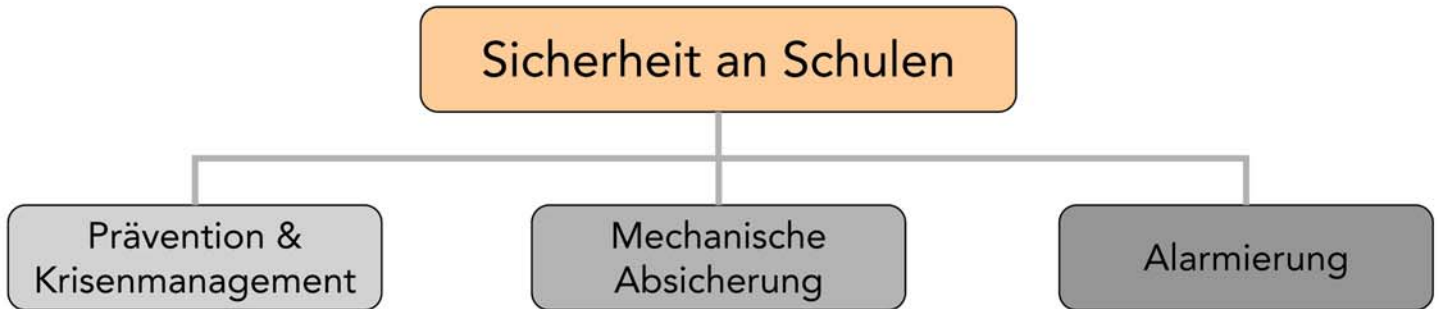 Sicherheit an Schulen
Prävention &
Krisenmanagement
Mechanische
Absicherung
Alarmierung